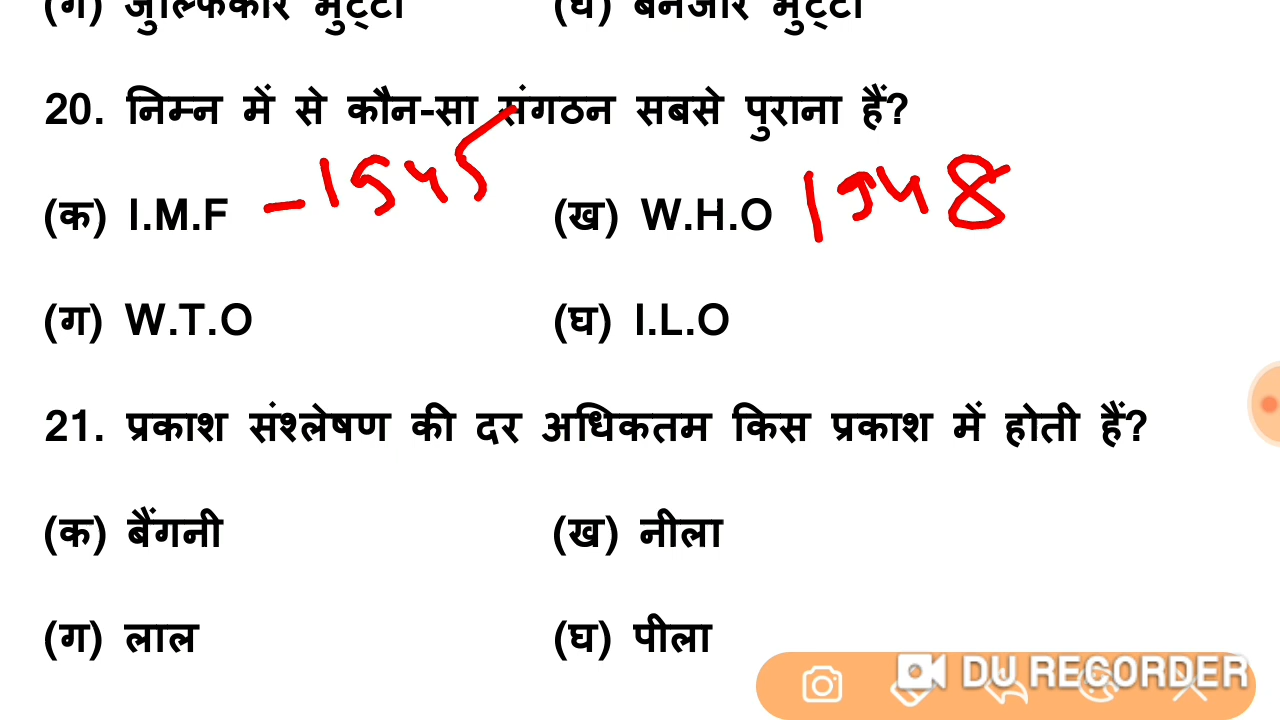 (ग) जुल्फिकार भुट्टो (घ) बेनजीर भुट्टो
20. निम्न में से कौन-सा संगठन सबसे पुराना हैं?
(क) I.M.F - 1945 (ख) W.H.O 1948
(ग) W.T.O (घ) I.L.O
21. प्रकाश संश्लेषण की दर अधिकतम किस प्रकाश में होती हैं?
(क) बैंगनी (ख) नीला
(ग) लाल (घ) पीला
DU RECORDER